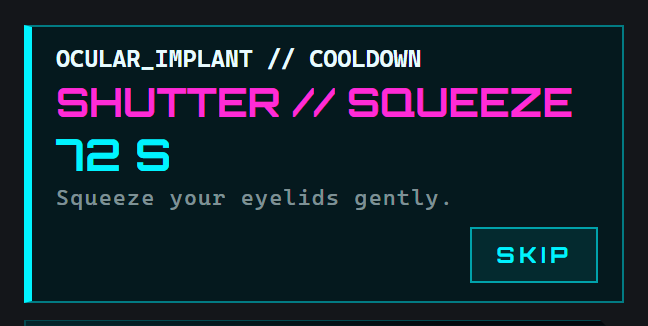 OCULAR_IMPLANT // COOLDOWN
SHUTTER // SQUEEZE
72 S
Squeeze your eyelids gently.
SKIP